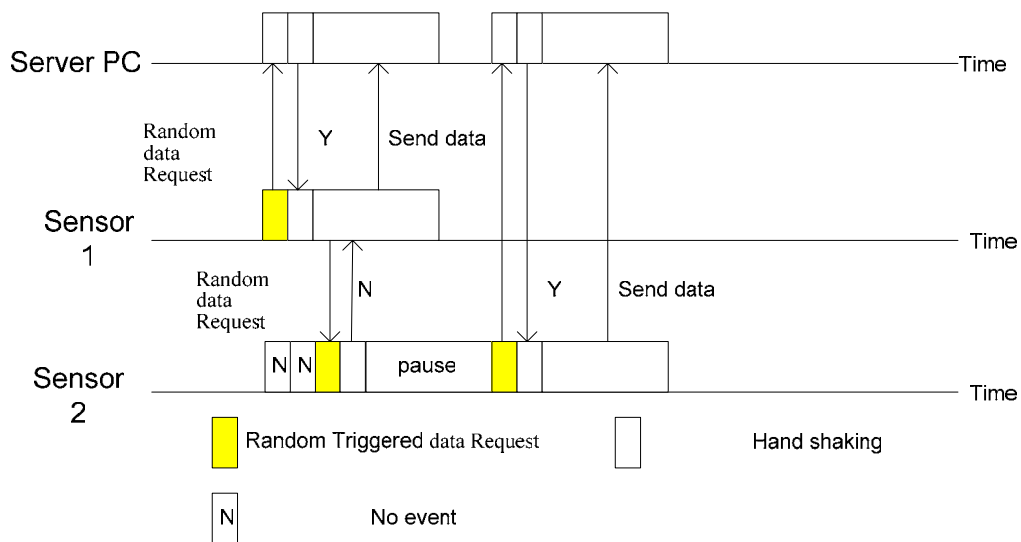 Server PC
Time
Random
data
Request
Y
Send data
Sensor
1
Time
Random
data
Request
N
Y
Send data
Sensor
2
N
N
pause
Time
Random Triggered data Request
Hand shaking
N
No event